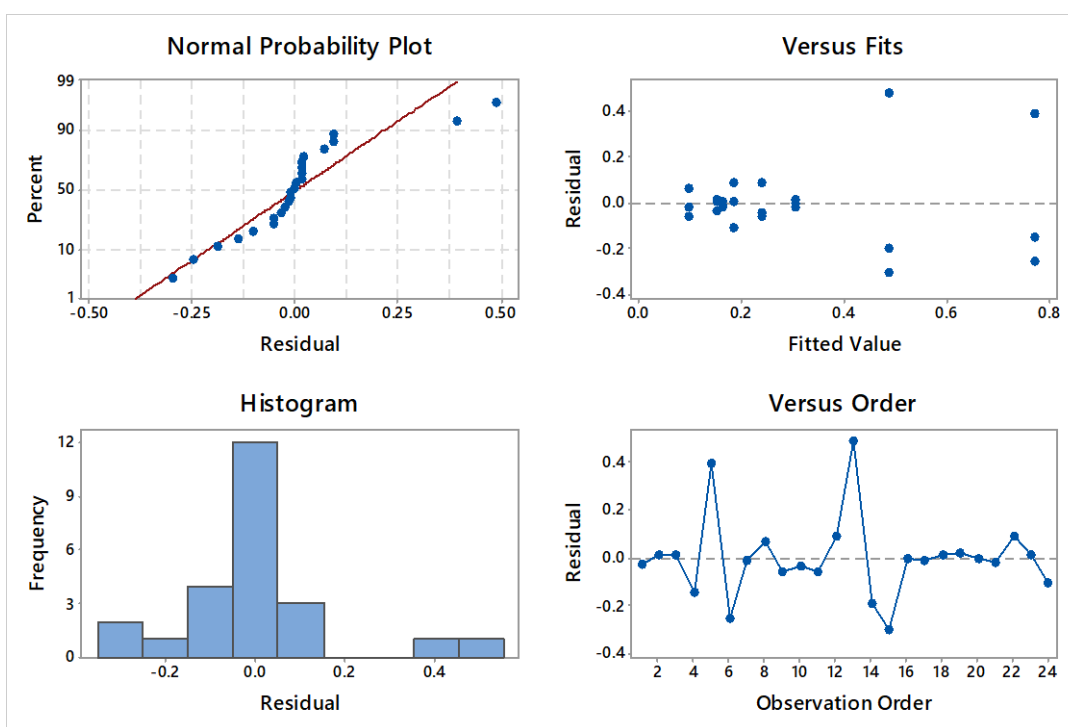 Normal Probability Plot
99
90
50
10
1
Percent
-0.50
-0.25
0.00
0.25
0.50
Residual
Versus Fits
0.4
0.2
0.0
-0.2
-0.4
Residual
0.0
0.2
0.4
0.6
0.8
Fitted Value
Histogram
12
9
6
3
0
Frequency
-0.2
0.0
0.2
0.4
Residual
Versus Order
0.4
0.2
0.0
-0.2
-0.4
Residual
2 4 6 8 10 12 14 16 18 20 22 24
Observation Order